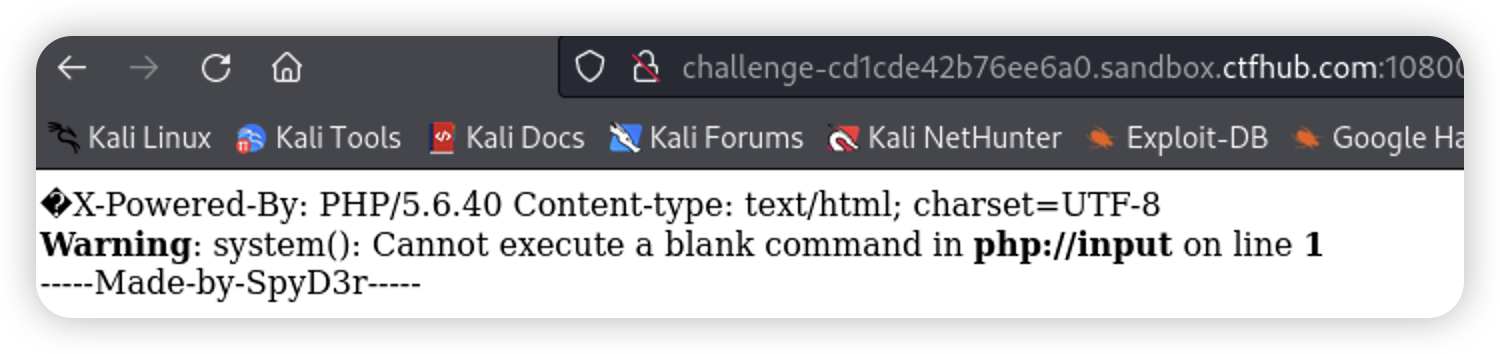 challenge-cd1cde42b76ee6a0.sandbox.ctfhub.com:1080
Kali Linux Kali Tools Kali Docs Kali Forums Kali NetHunter Exploit-DB Google Ha
�X-Powered-By: PHP/5.6.40 Content-type: text/html; charset=UTF-8
Warning: system(): Cannot execute a blank command in php://input on line 1
-----Made-by-SpyD3r-----